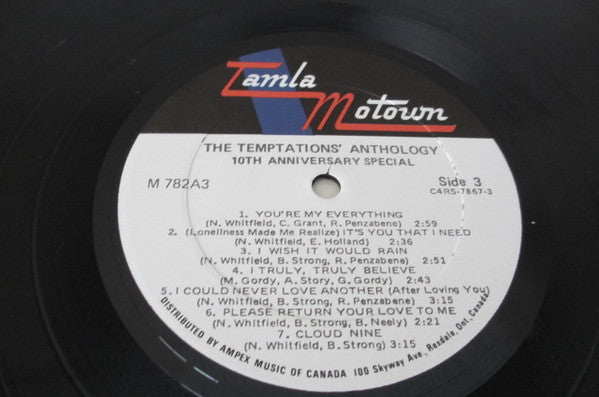 Tamla
Motown
THE TEMPTATIONS' ANTHOLOGY
10TH ANNIVERSARY SPECIAL
M 782A3
Side 3
C4RS-7867-3
1. YOU'RE MY EVERYTHING
(N. Whitfield, C. Grant, R. Penzabene) 2:59
2. (Loneliness Made Me Realize) IT'S YOU THAT I NEED
(N. Whitfield, E. Holland) 2:36
3. I WISH IT WOULD RAIN
(N. Whitfield, B. Strong, R. Penzabene) 2:51
4. I TRULY, TRULY BELIEVE
(M. Gordy, A. Story, G. Gordy) 2:43
5. I COULD NEVER LOVE ANOTHER (After Loving You)
(N. Whitfield, B. Strong, R. Penzabene) 3:15
6. PLEASE RETURN YOUR LOVE TO ME
(N. Whitfield, B. Strong, B. Neely) 2:21
7. CLOUD NINE
(N. Whitfield, B. Strong) 3:15
DISTRIBUTED BY AMPEX MUSIC OF CANADA 100 Skyway Ave., Rexdale, Ont., Canada